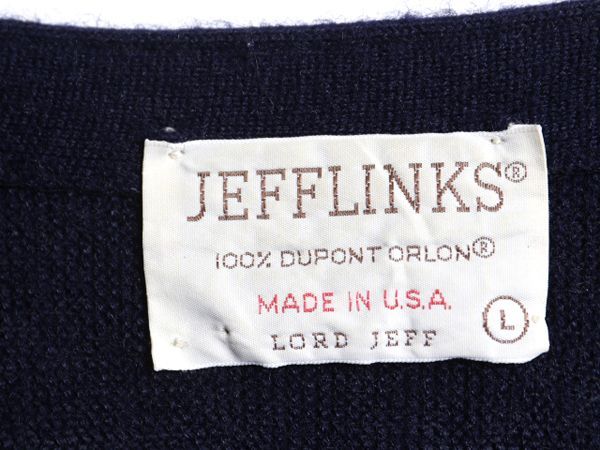 JEFFLINKS®
100% DUPONT ORLON®
MADE IN U.S.A.
LORD JEFF
L